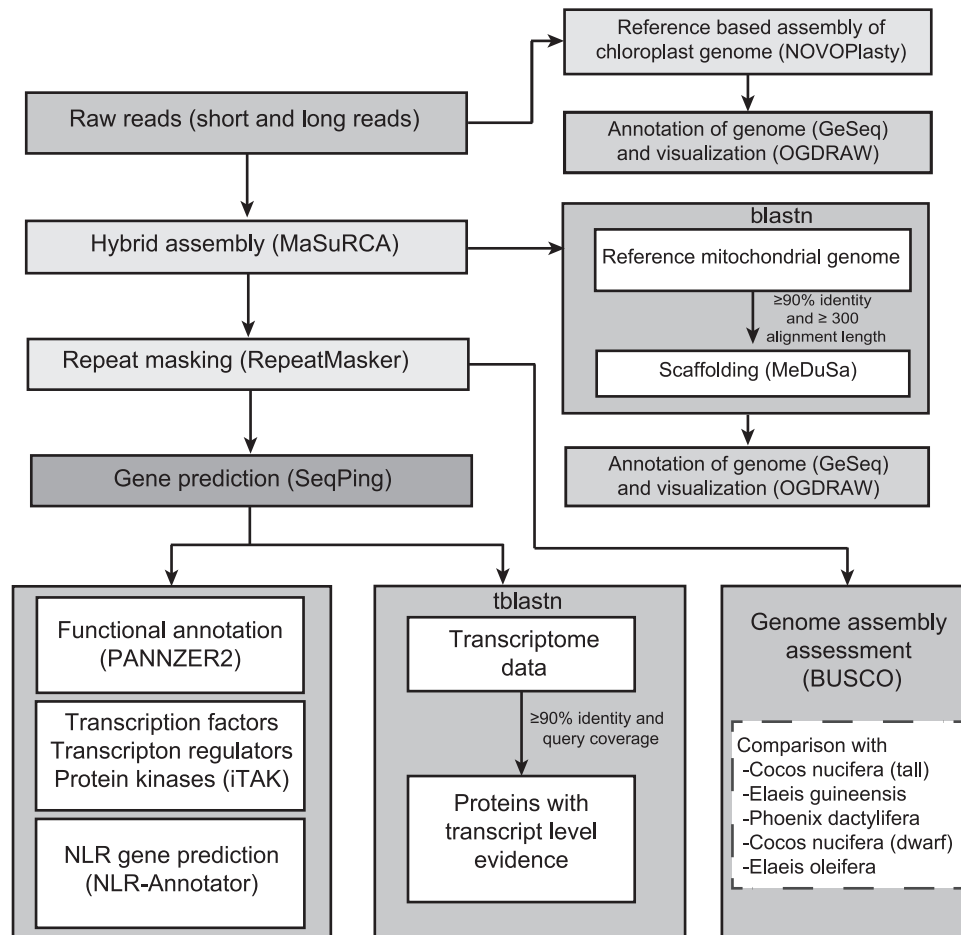 Reference based assembly of
chloroplast genome (NOVOPlasty)
Raw reads (short and long reads)
Annotation of genome (GeSeq)
and visualization (OGDRAW)
Hybrid assembly (MaSuRCA)
blastn
Reference mitochondrial genome
≥90% identity
and ≥ 300
alignment length
Scaffolding (MeDuSa)
Repeat masking (RepeatMasker)
Annotation of genome (GeSeq)
and visualization (OGDRAW)
Gene prediction (SeqPing)
Functional annotation
(PANNZER2)
Transcription factors
Transcripton regulators
Protein kinases (iTAK)
NLR gene prediction
(NLR-Annotator)
tblastn
Transcriptome
data
≥90% identity and
query coverage
Proteins with
transcript level
evidence
Genome assembly
assessment
(BUSCO)
Comparison with
-Cocos nucifera (tall)
-Elaeis guineensis
-Phoenix dactylifera
-Cocos nucifera (dwarf)
-Elaeis oleifera